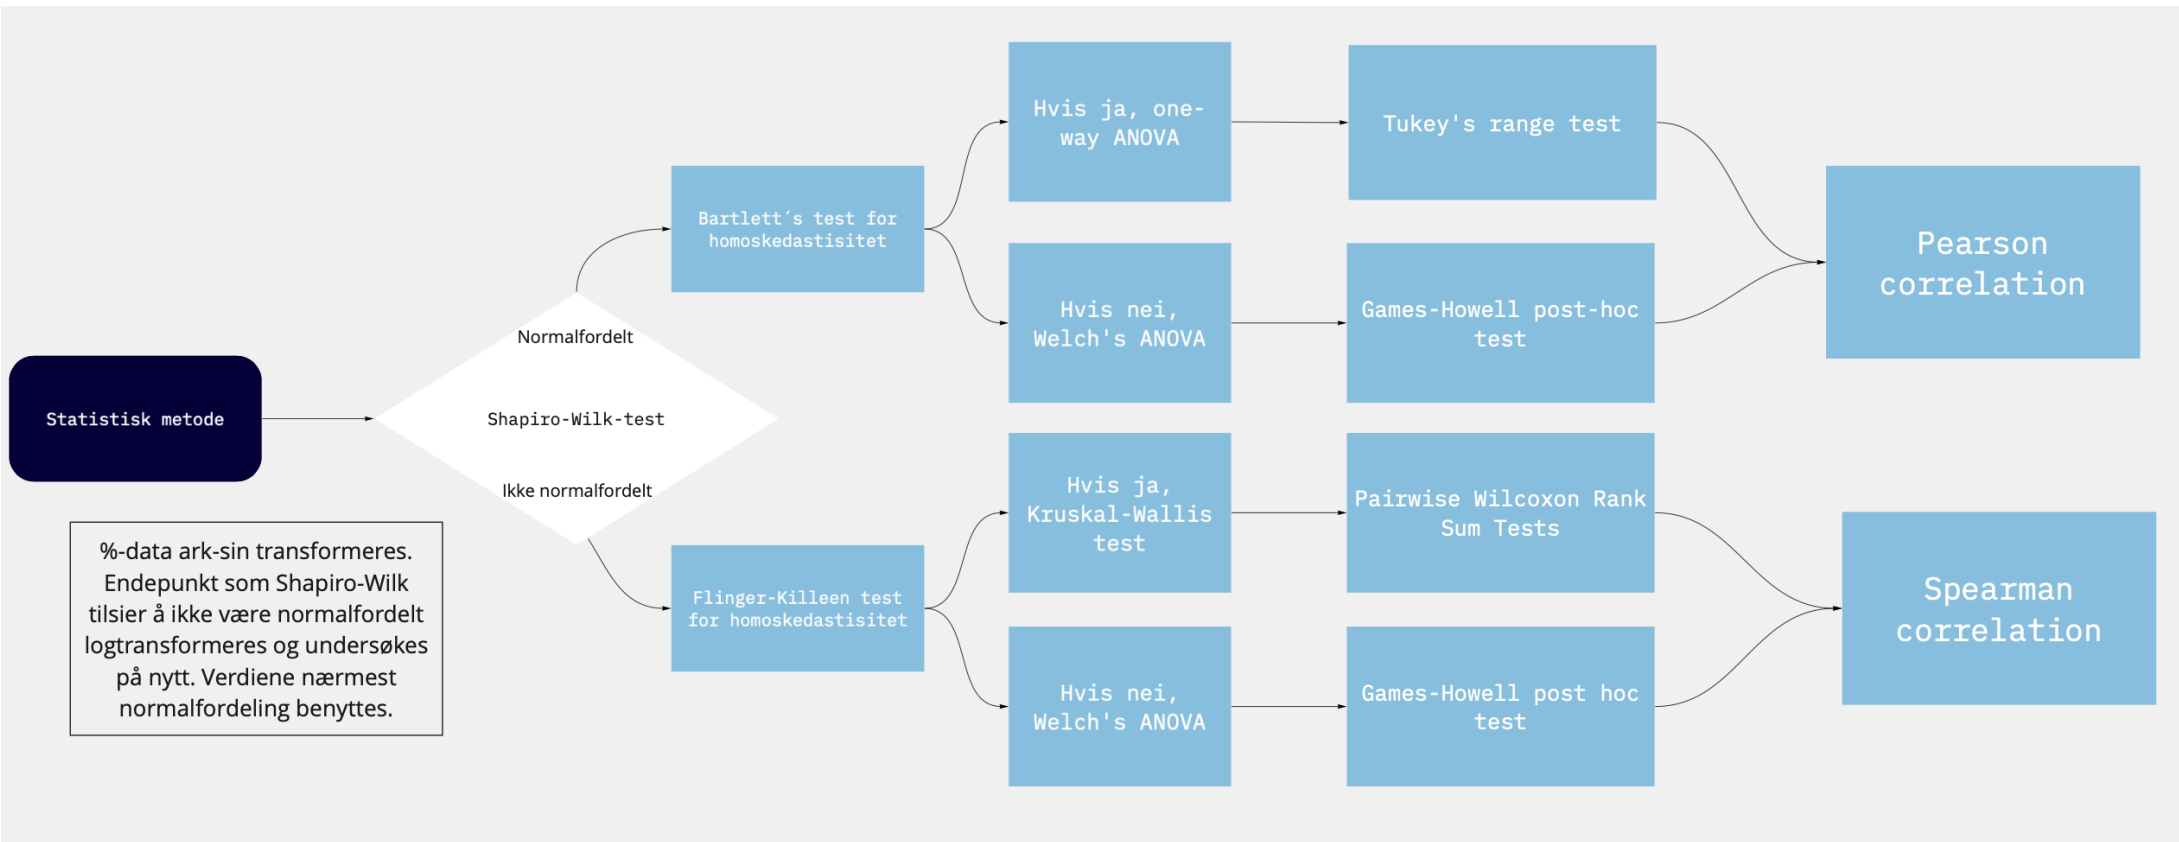 Statistisk metode
%-data ark-sin transformeres.
Endepunkt som Shapiro-Wilk
tilsier å ikke være normalfordelt
logtransformeres og undersøkes
på nytt. Verdiene nærmest
normalfordeling benyttes.
Normalfordelt
Shapiro-Wilk-test
Ikke normalfordelt
Bartlett´s test for
homoskedastisitet
Hvis ja, one-
way ANOVA
Tukey's range test
Hvis nei,
Welch's ANOVA
Games-Howell post-hoc
test
Pearson
correlation
Flinger-Killeen test
for homoskedastisitet
Hvis ja,
Kruskal-Wallis
test
Pairwise Wilcoxon Rank
Sum Tests
Hvis nei,
Welch's ANOVA
Games-Howell post hoc
test
Spearman
correlation